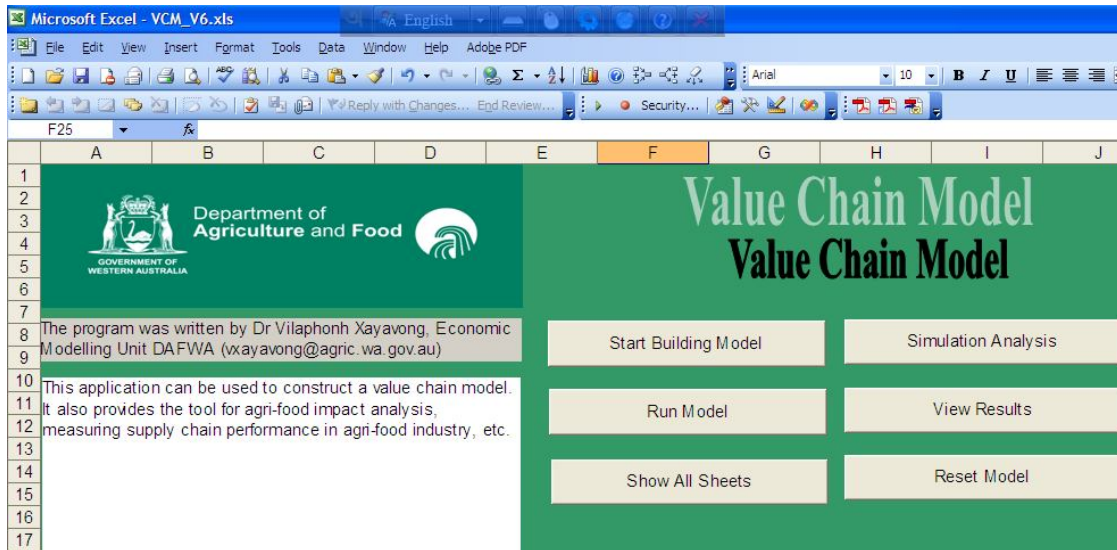 Microsoft Excel - VCM_V6.xls
English
File Edit View Insert Format Tools Data Window Help Adobe PDF
Arial 10 B I U
Reply with Changes... End Review... Security...
F25 fx
A B C D E F G H I J
1
2
3
4
5
6
7
8
9
10
11
12
13
14
15
16
17
GOVERNMENT OF
WESTERN AUSTRALIA
Department of
Agriculture and Food
The program was written by Dr Vilaphonh Xayavong, Economic
Modelling Unit DAFWA (vxayavong@agric.wa.gov.au)
This application can be used to construct a value chain model.
It also provides the tool for agri-food impact analysis,
measuring supply chain performance in agri-food industry, etc.
Value Chain Model
Value Chain Model
Start Building Model Simulation Analysis
Run Model View Results
Show All Sheets Reset Model